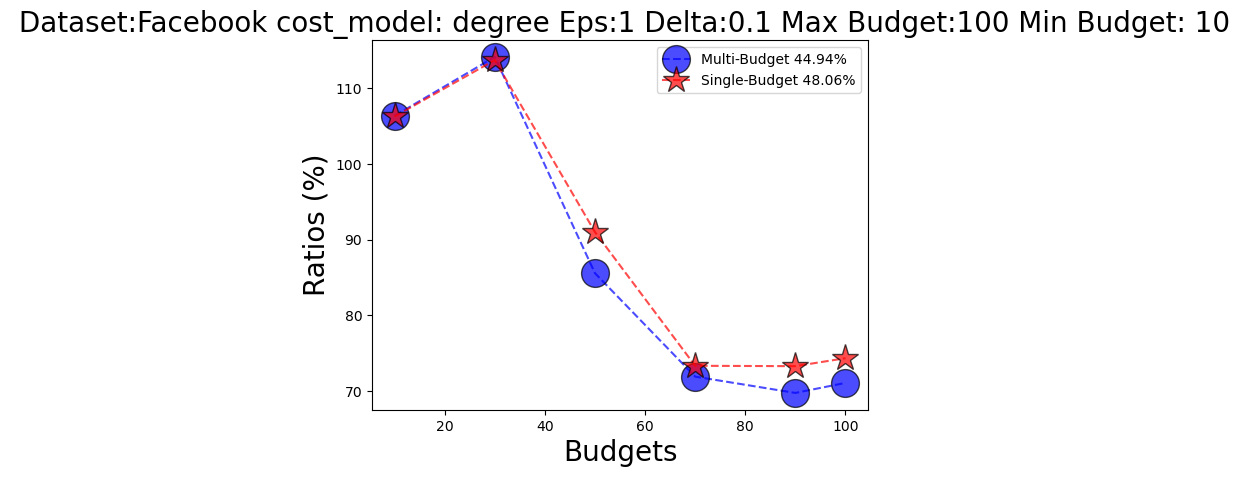 Dataset:Facebook cost_model: degree Eps:1 Delta:0.1 Max Budget:100 Min Budget: 10
Multi-Budget 44.94%
Single-Budget 48.06%
Ratios (%)
110
100
90
80
70
20 40 60 80 100
Budgets